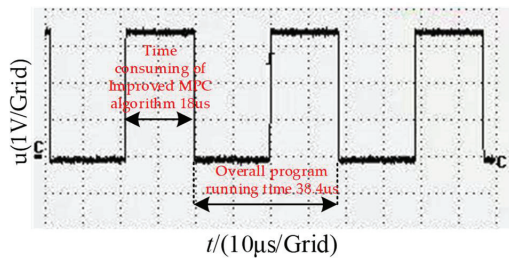 u(1V/Grid)
Time
consuming of
improved MPC
algorithm 18us
C
C
Overall program
running time 38.4us
t/(10μs/Grid)